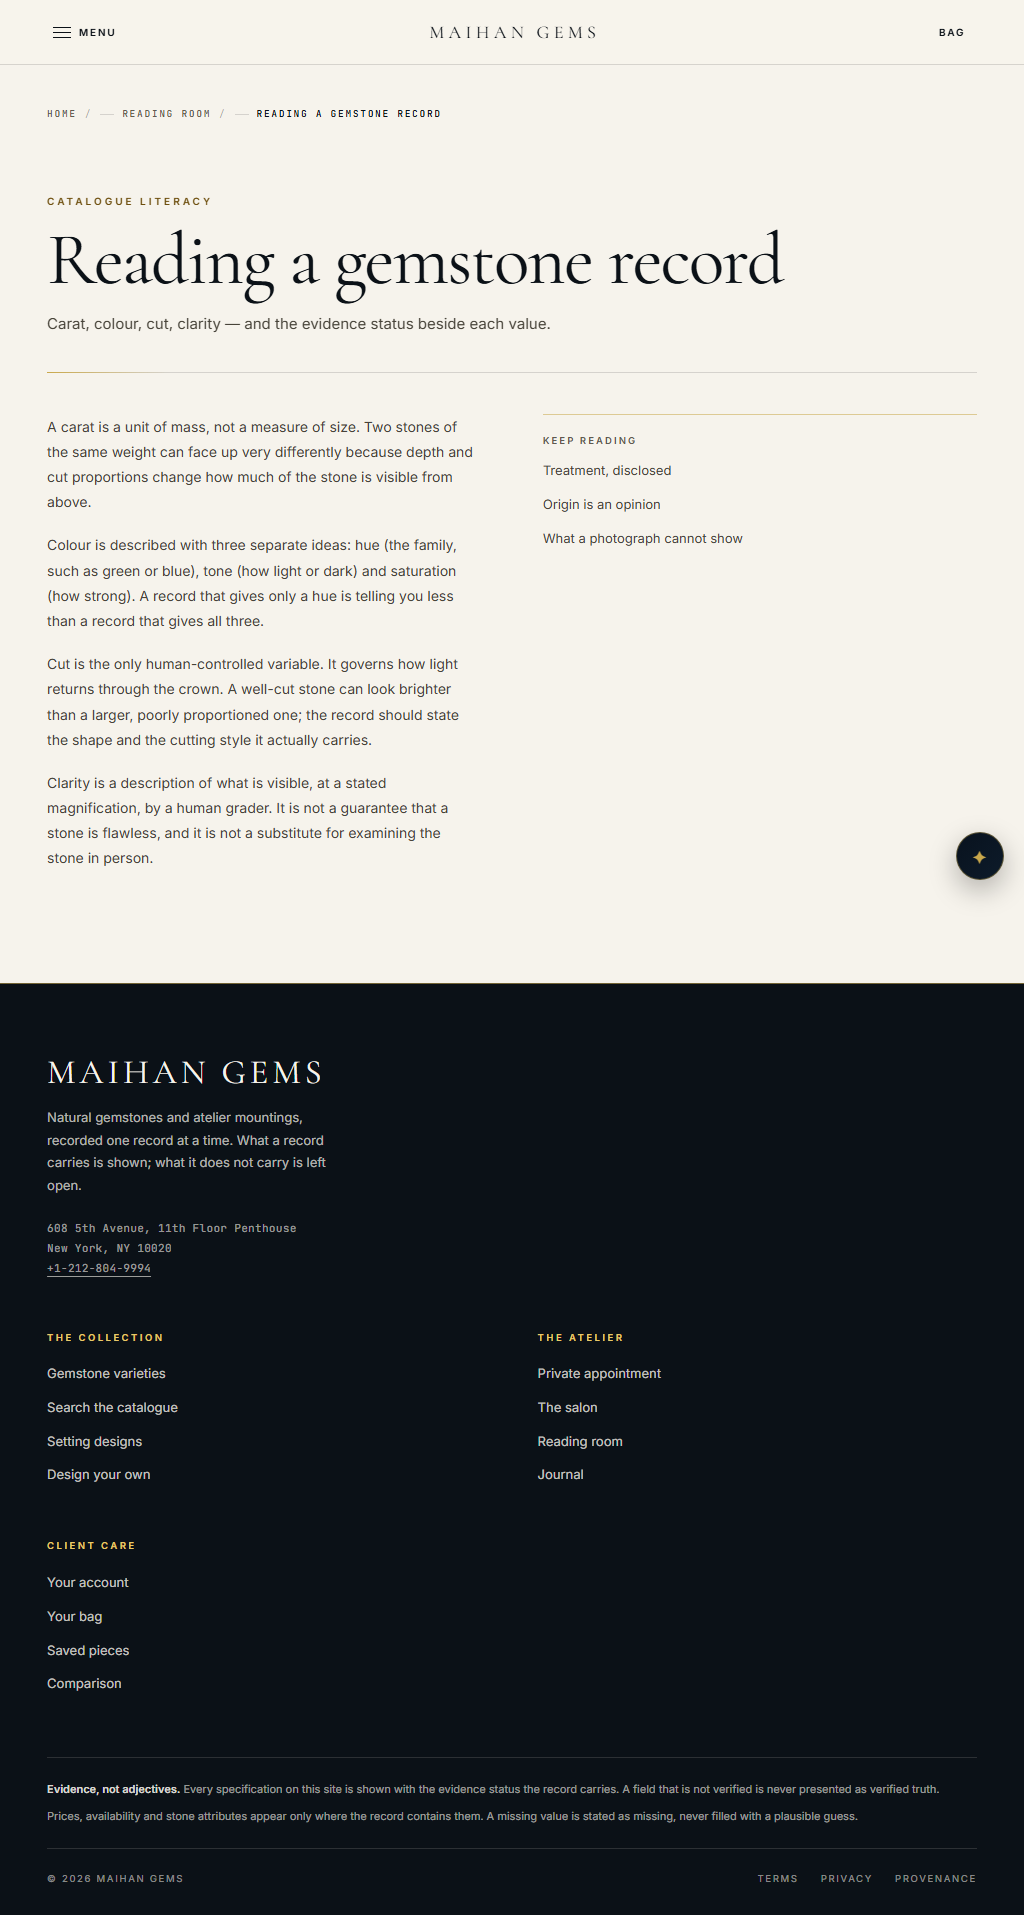 MENU
MAIHAN GEMS
BAG
HOME / — READING ROOM / — READING A GEMSTONE RECORD
CATALOGUE LITERACY
Reading a gemstone record
Carat, colour, cut, clarity — and the evidence status beside each value.
A carat is a unit of mass, not a measure of size. Two stones of
the same weight can face up very differently because depth and
cut proportions change how much of the stone is visible from
above.
Colour is described with three separate ideas: hue (the family,
such as green or blue), tone (how light or dark) and saturation
(how strong). A record that gives only a hue is telling you less
than a record that gives all three.
Cut is the only human-controlled variable. It governs how light
returns through the crown. A well-cut stone can look brighter
than a larger, poorly proportioned one; the record should state
the shape and the cutting style it actually carries.
Clarity is a description of what is visible, at a stated
magnification, by a human grader. It is not a guarantee that a
stone is flawless, and it is not a substitute for examining the
stone in person.
KEEP READING
Treatment, disclosed
Origin is an opinion
What a photograph cannot show
MAIHAN GEMS
Natural gemstones and atelier mountings,
recorded one record at a time. What a record
carries is shown; what it does not carry is left
open.
608 5th Avenue, 11th Floor Penthouse
New York, NY 10020
+1-212-804-9994
THE COLLECTION
Gemstone varieties
Search the catalogue
Setting designs
Design your own
THE ATELIER
Private appointment
The salon
Reading room
Journal
CLIENT CARE
Your account
Your bag
Saved pieces
Comparison
Evidence, not adjectives. Every specification on this site is shown with the evidence status the record carries. A field that is not verified is never presented as verified truth.
Prices, availability and stone attributes appear only where the record contains them. A missing value is stated as missing, never filled with a plausible guess.
© 2026 MAIHAN GEMS
TERMS PRIVACY PROVENANCE